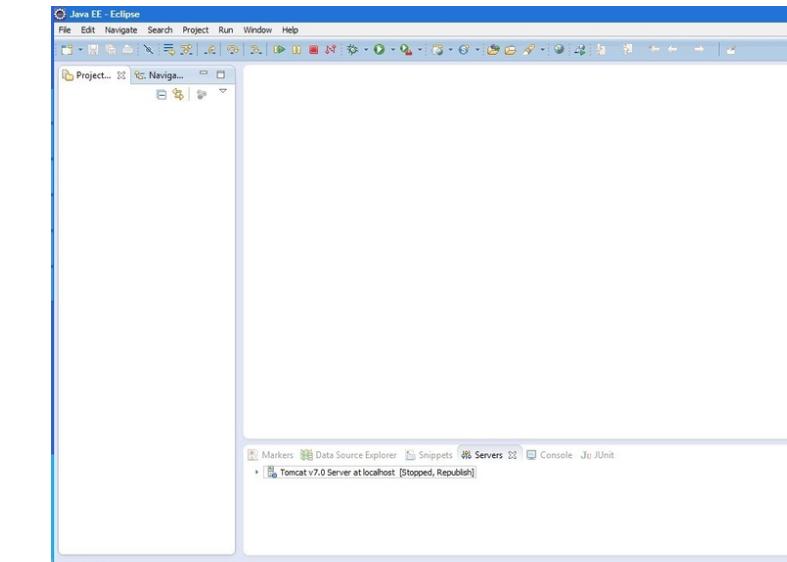 Java EE - Eclipse
File Edit Navigate Search Project Run Window Help
Project... Naviga...
Markers Data Source Explorer Snippets Servers Console Ju JUnit
Tomcat v7.0 Server at localhost [Stopped, Republish]